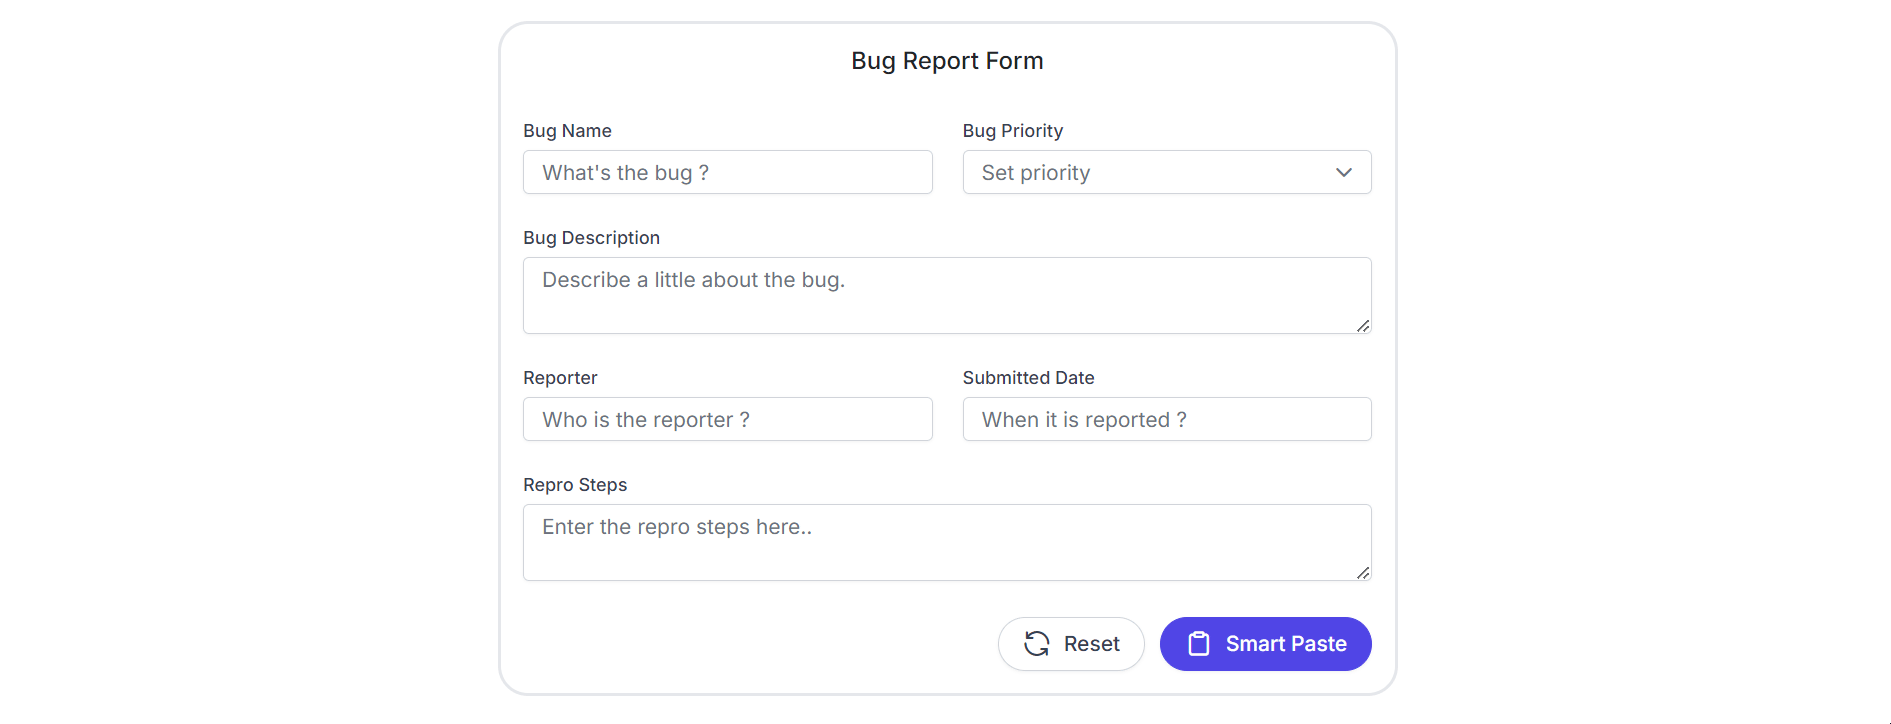 Bug Report Form
Bug Name
Bug Priority
What's the bug ?
Set priority
Bug Description
Describe a little about the bug.
Reporter
Submitted Date
Who is the reporter ?
When it is reported ?
Repro Steps
Enter the repro steps here..
Reset
Smart Paste